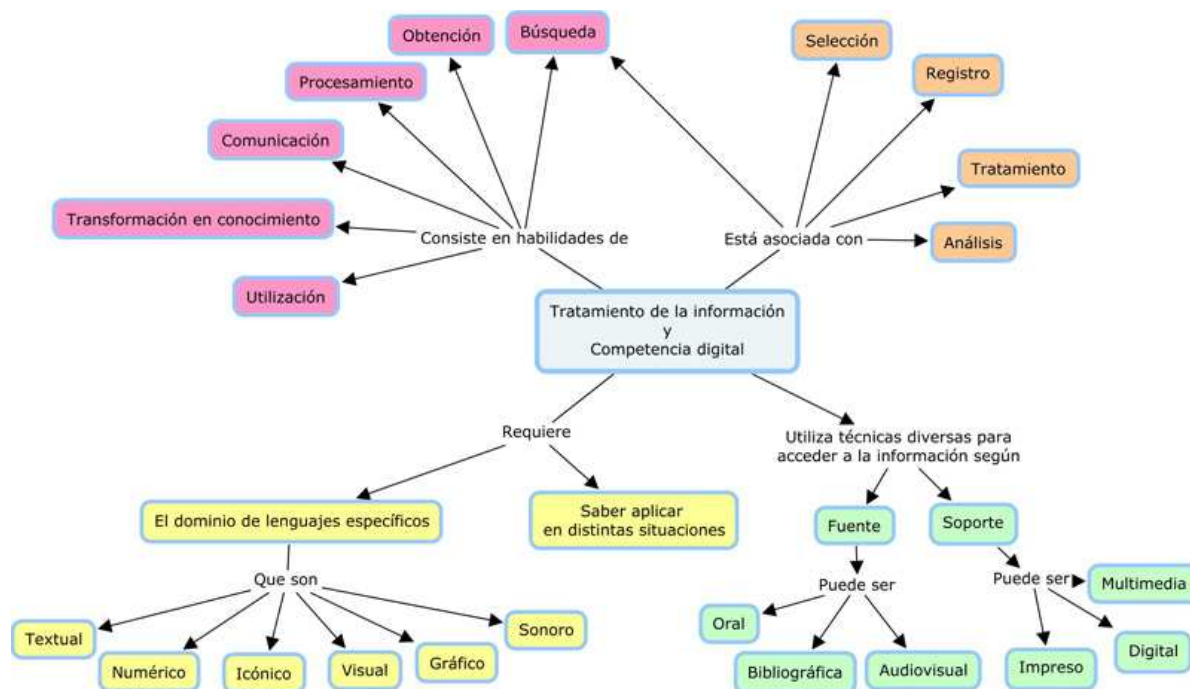 Obtención
Búsqueda
Selección
Procesamiento
Registro
Comunicación
Tratamiento
Transformación en conocimiento
Consiste en habilidades de
Está asociada con
Análisis
Utilización
Tratamiento de la información
y
Competencia digital
Requiere
Utiliza técnicas diversas para
acceder a la información según
El dominio de lenguajes específicos
Saber aplicar
en distintas situaciones
Fuente
Soporte
Que son
Puede ser
Puede ser
Multimedia
Textual
Numérico
Icónico
Visual
Gráfico
Sonoro
Oral
Bibliográfica
Audiovisual
Impreso
Digital